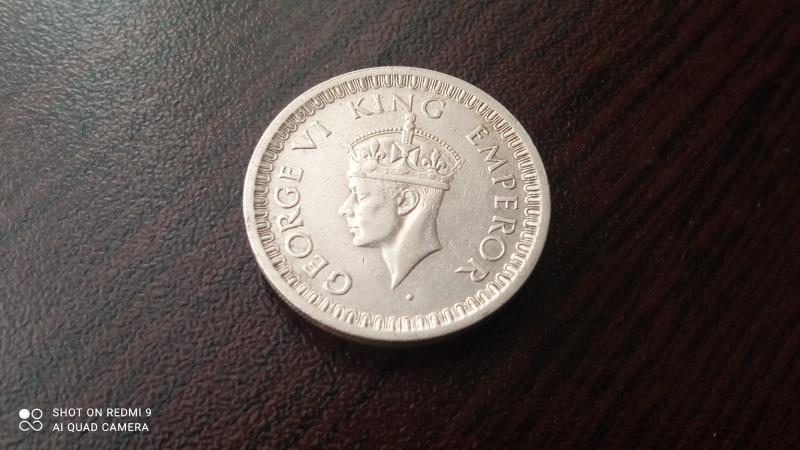 GEORGE VI KING EMPEROR
SHOT ON REDMI 9
AI QUAD CAMERA